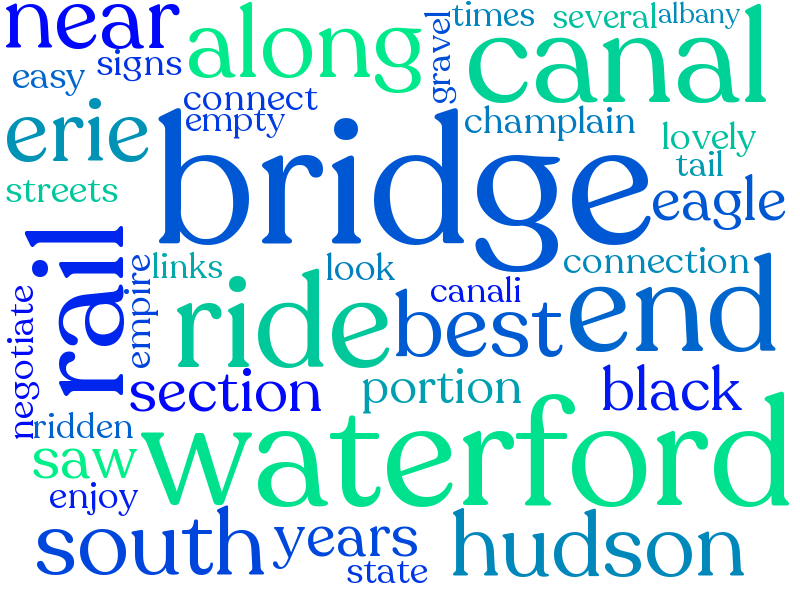 near
along
gravel
times
several
albany
canal
easy
signs
connect
empty
erie
champlain
lovely
tail
bridge
streets
eagle
rail
links
look
connection
empire
canali
negotiate
ride
best
end
section
portion
black
ridden
saw
waterford
enjoy
south
years
hudson
state